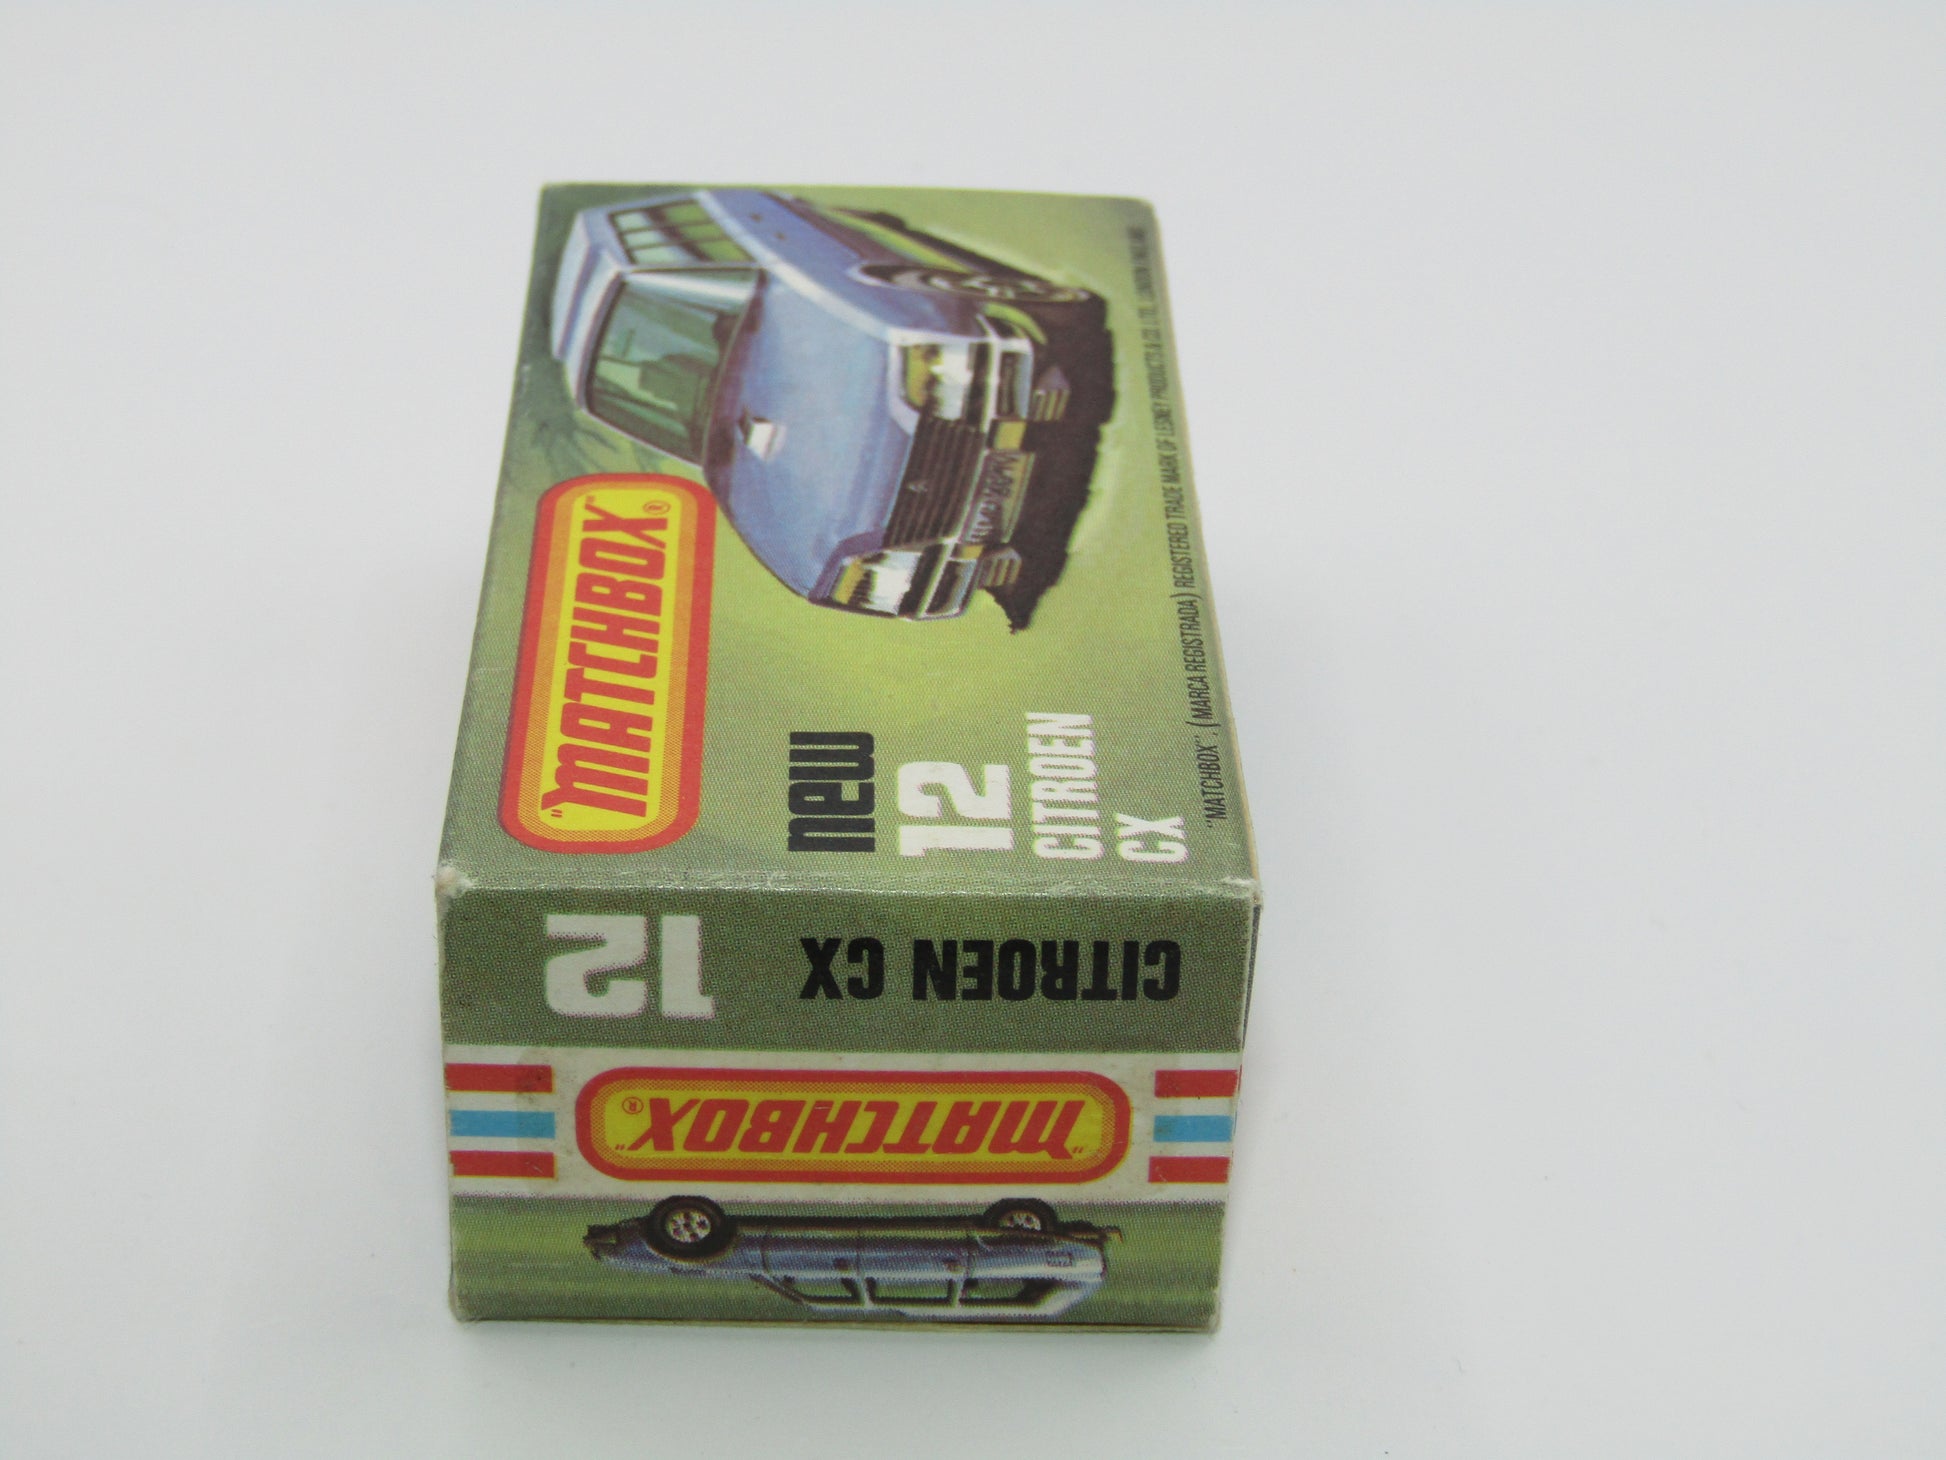 "MATCHBOX"®
new
12
CITROEN
CX
"MATCHBOX", (MARCA REGISTRADA) REGISTERED TRADE MARK OF LESNEY PRODUCTS & CO. LTD., LONDON ENGLAND
12 CITROEN CX
"MATCHBOX"®